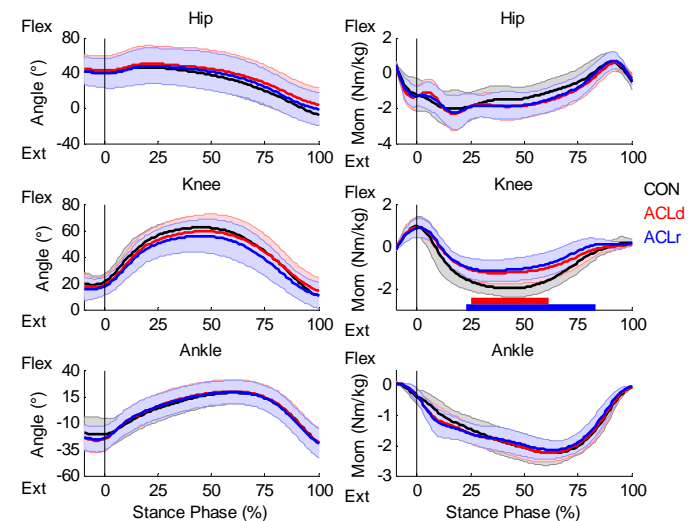 Hip
Flex
80
40
0
-40
Angle (°)
Ext
0 25 50 75 100
Hip
Flex
2
0
-2
-4
Mom (Nm/kg)
Ext
0 25 50 75 100
Knee
Flex
80
60
40
20
0
Angle (°)
Ext
0 25 50 75 100
Knee
Flex
2
0
-2
Mom (Nm/kg)
Ext
0 25 50 75 100
CON
ACLd
ACLr
Ankle
Flex
40
15
-10
-35
-60
Angle (°)
Ext
0 25 50 75 100
Stance Phase (%)
Ankle
Flex
0
-1
-2
-3
Mom (Nm/kg)
Ext
0 25 50 75 100
Stance Phase (%)